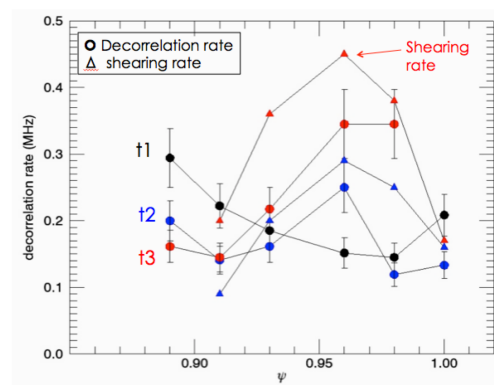 0.5
0.4
0.3
0.2
0.1
0.0
decorrelation rate (MHz)
Decorrelation rate
shearing rate
Shearing
rate
t1
t2
t3
0.90 0.95 1.00
ψ